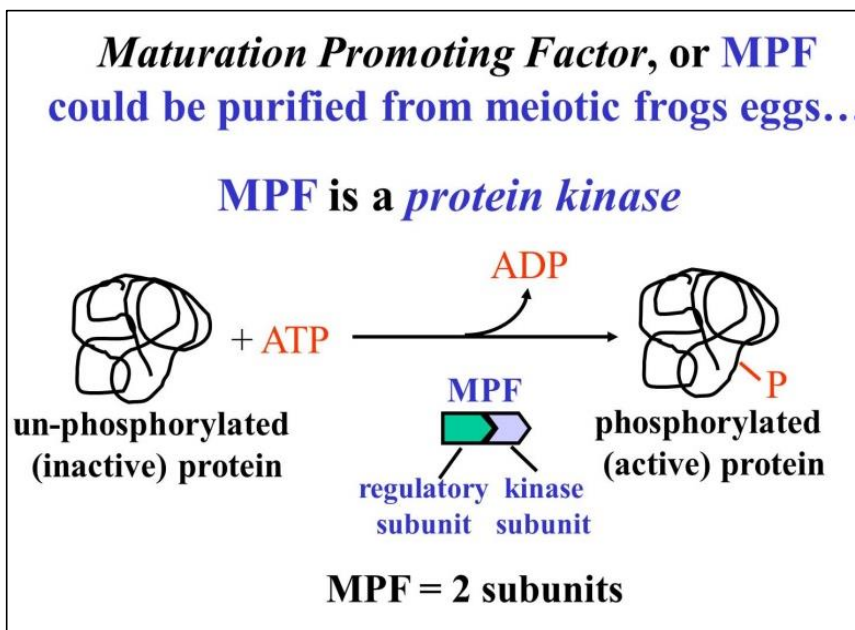 Maturation Promoting Factor, or MPF
could be purified from meiotic frogs eggs…
MPF is a protein kinase
ADP
+ ATP
P
MPF
un-phosphorylated
(inactive) protein
phosphorylated
(active) protein
regulatory
subunit
kinase
subunit
MPF = 2 subunits